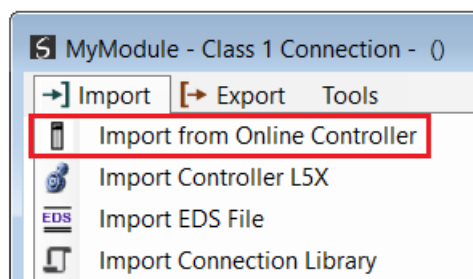 MyModule - Class 1 Connection - ()
Import Export Tools
Import from Online Controller
Import Controller L5X
EDS Import EDS File
Import Connection Library